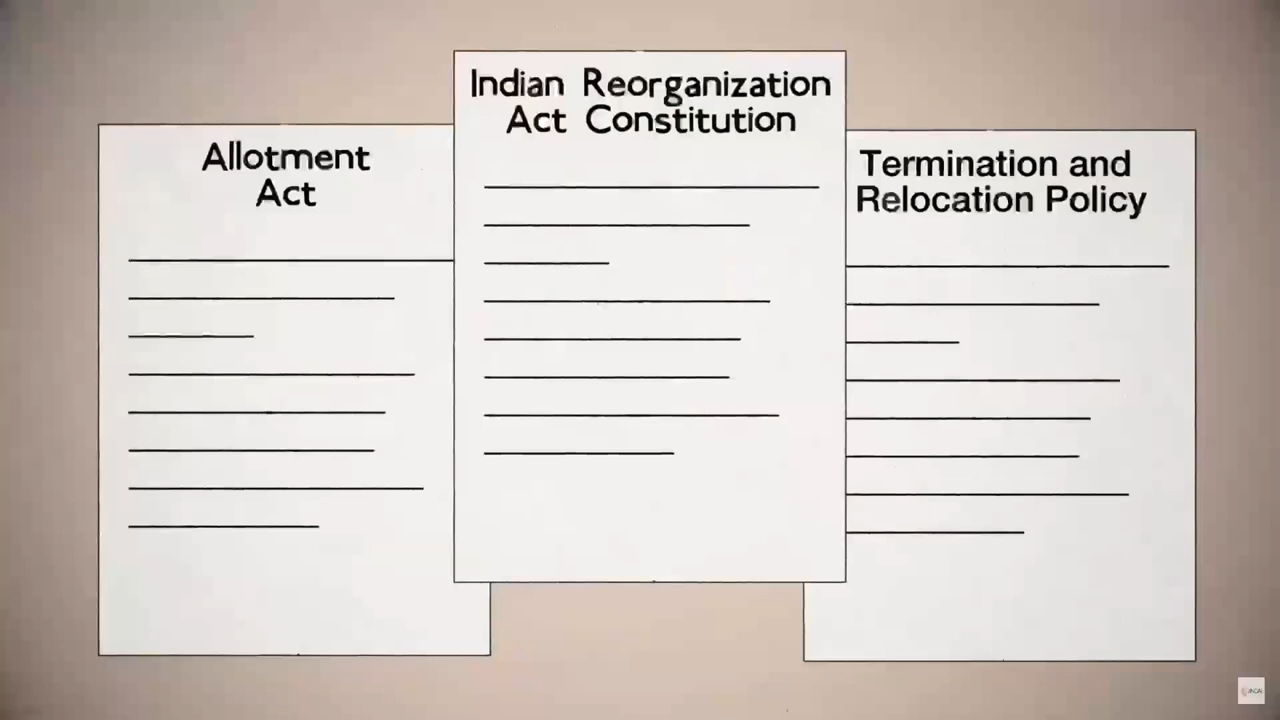 Allotment
Act
Indian Reorganization
Act Constitution
Termination and
Relocation Policy